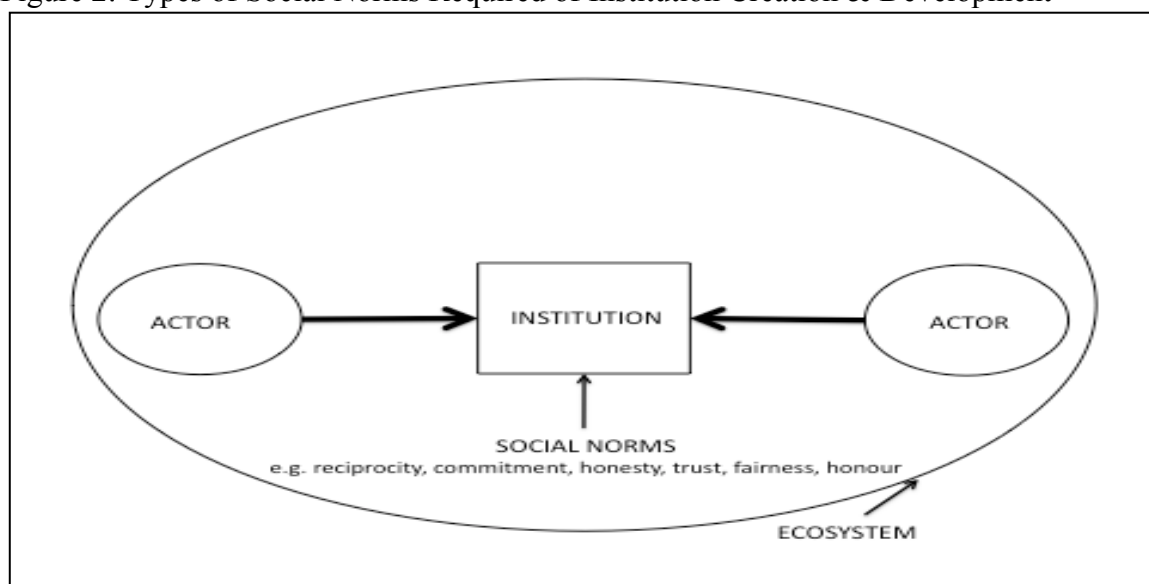 Figure 2: Types of Social Norms Required of Institution Creation & Development
ACTOR
INSTITUTION
ACTOR
SOCIAL NORMS
e.g. reciprocity, commitment, honesty, trust, fairness, honour
ECOSYSTEM